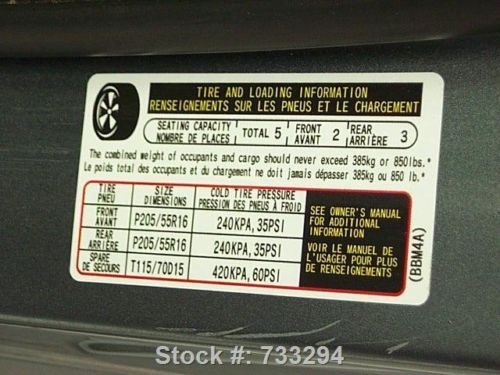 TIRE AND LOADING INFORMATION
RENSEIGNEMENTS SUR LES PNEUS ET LE CHARGEMENT
SEATING CAPACITY
NOMBRE DE PLACES
TOTAL 5
FRONT
AVANT 2
REAR
ARRIÈRE 3
The combined weight of occupants and cargo should never exceed 385kg or 850lbs.*
Le poids total des occupants et du chargement ne doit jamais dépasser 385kg ou 850 lb.*
TIRE
PNEU
SIZE
DIMENSIONS
COLD TIRE PRESSURE
PRESSION DES PNEUS À FROID
FRONT
AVANT
P205/55R16
240KPA,35PSI
REAR
ARRIÈRE
P205/55R16
240KPA,35PSI
SPARE
DE SECOURS
T115/70D15
420KPA,60PSI
SEE OWNER'S MANUAL
FOR ADDITIONAL
INFORMATION
VOIR LE MANUEL DE
L'USAGER POUR PLUS
DE RENSEIGNEMENTS
(BBM4A)
Stock #: 733294